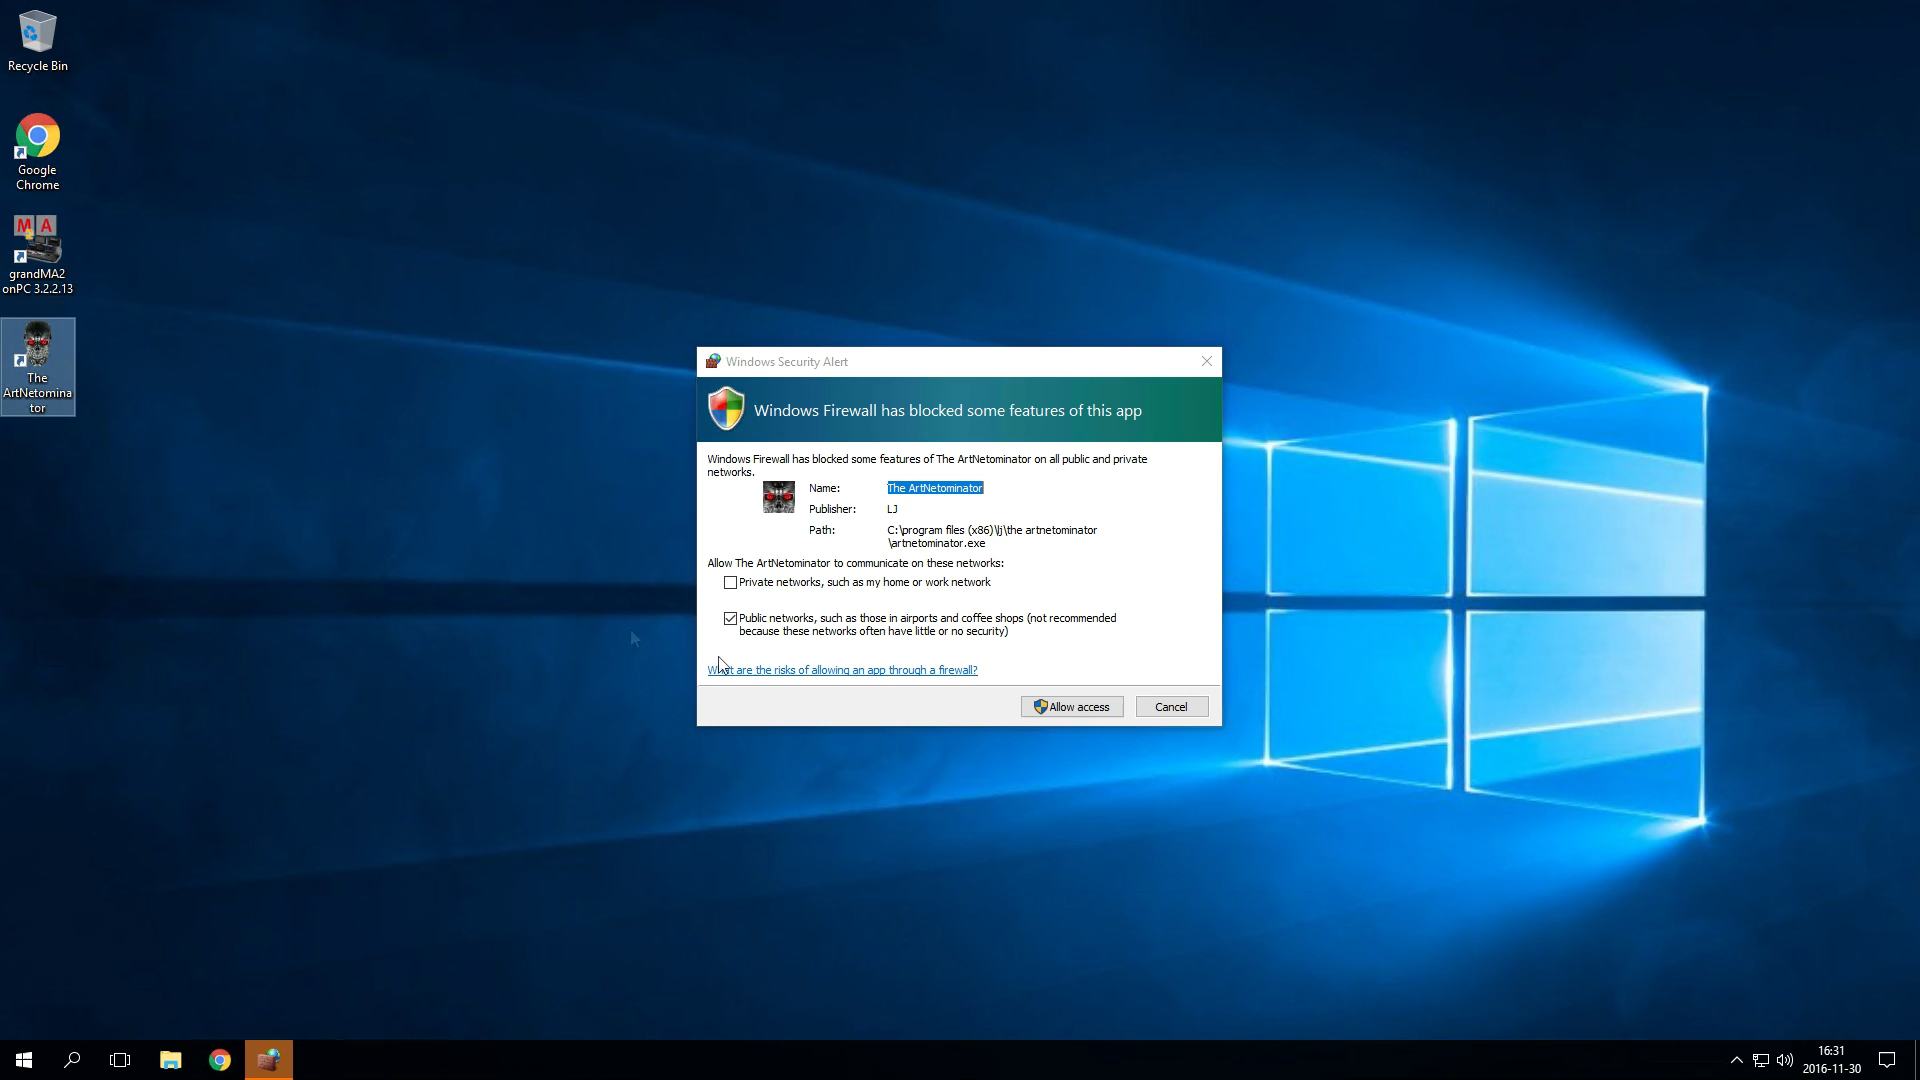 Recycle Bin
Google
Chrome
M A
2
grandMA2
onPC 3.2.2.13
The
ArtNetomina
tor
Windows Security Alert
Windows Firewall has blocked some features of this app
Windows Firewall has blocked some features of The ArtNetominator on all public and private
networks.
Name: The ArtNetominator
Publisher: LJ
Path: C:\program files (x86)\lj\the artnetominator
\artnetominator.exe
Allow The ArtNetominator to communicate on these networks:
Private networks, such as my home or work network
Public networks, such as those in airports and coffee shops (not recommended
because these networks often have little or no security)
What are the risks of allowing an app through a firewall?
Allow access Cancel
16:31
2016-11-30